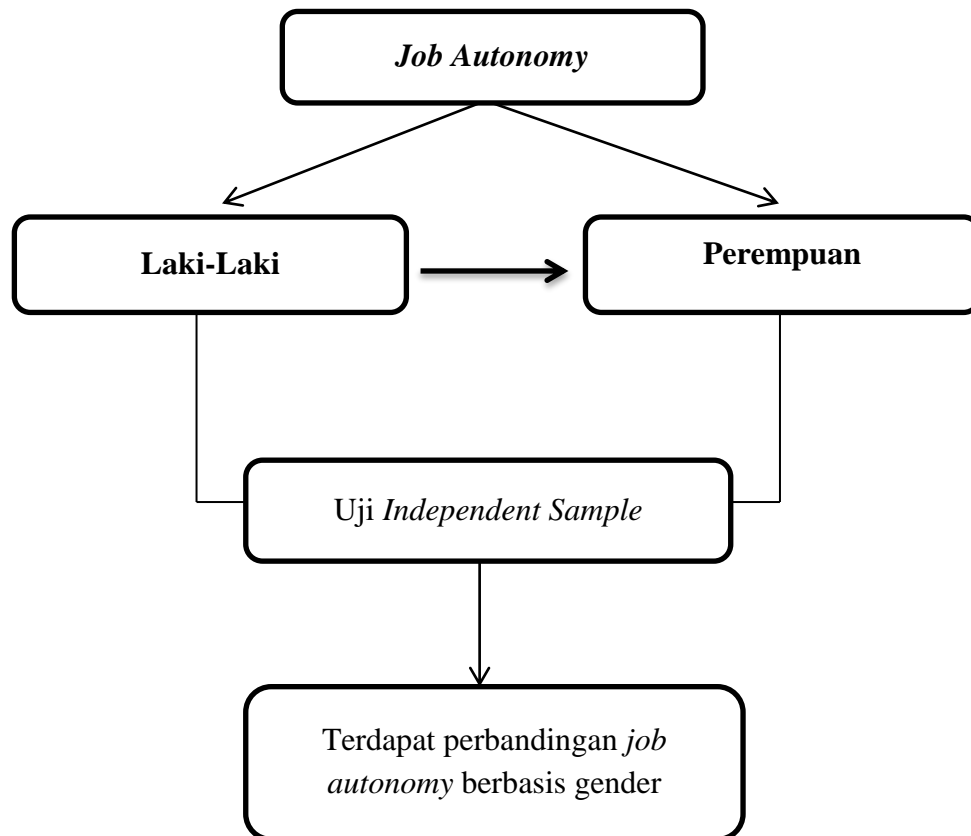 Job Autonomy
Laki-Laki
Perempuan
Uji Independent Sample
Terdapat perbandingan job
autonomy berbasis gender